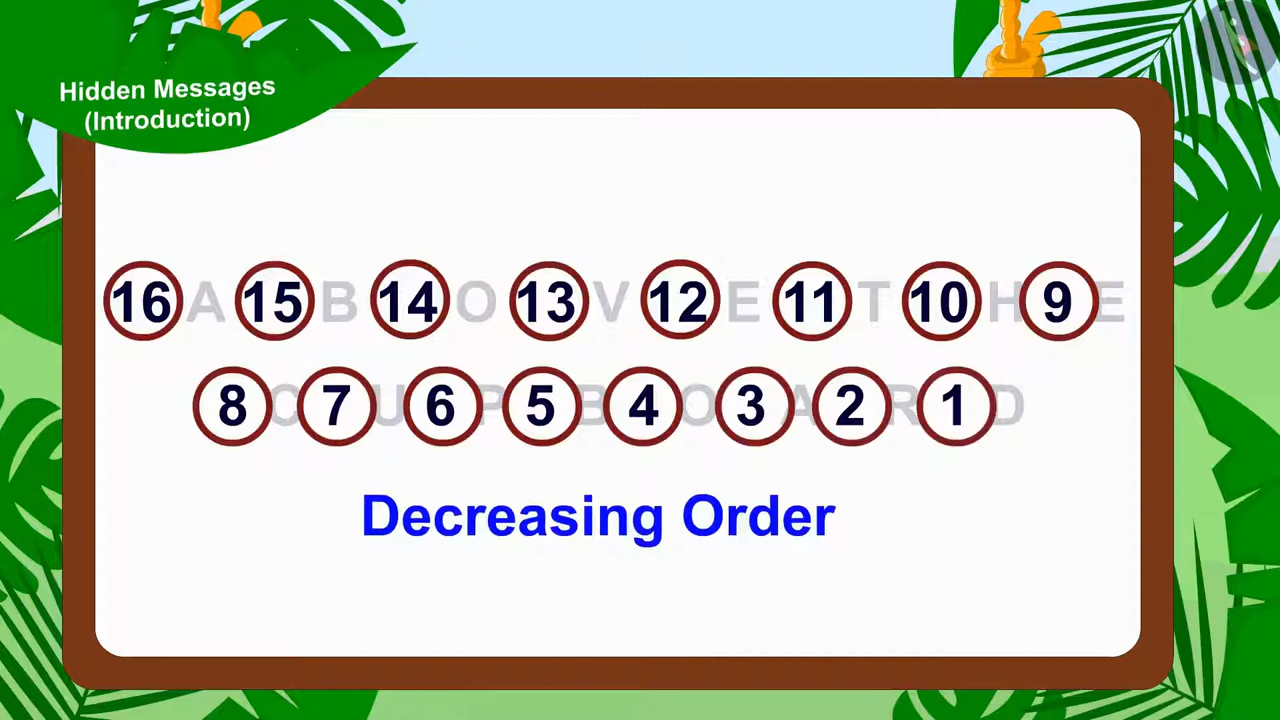 Hidden Messages
(Introduction)
16 A 15 B 14 O 13 V 12 E 11 T 10 H 9 E
8 C 7 U 6 P 5 B 4 O 3 A 2 R 1 D
Decreasing Order